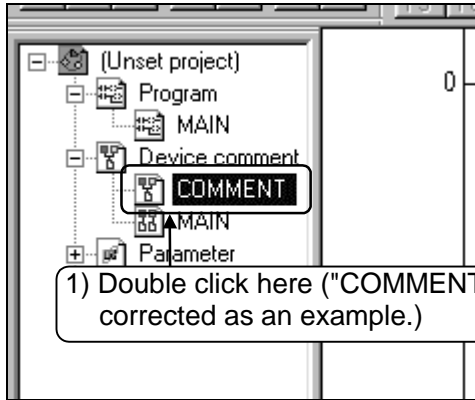 (Unset project)
0
Program
MAIN
Device comment
COMMENT
MAIN
Parameter
1) Double click here ("COMMENT
corrected as an example.)